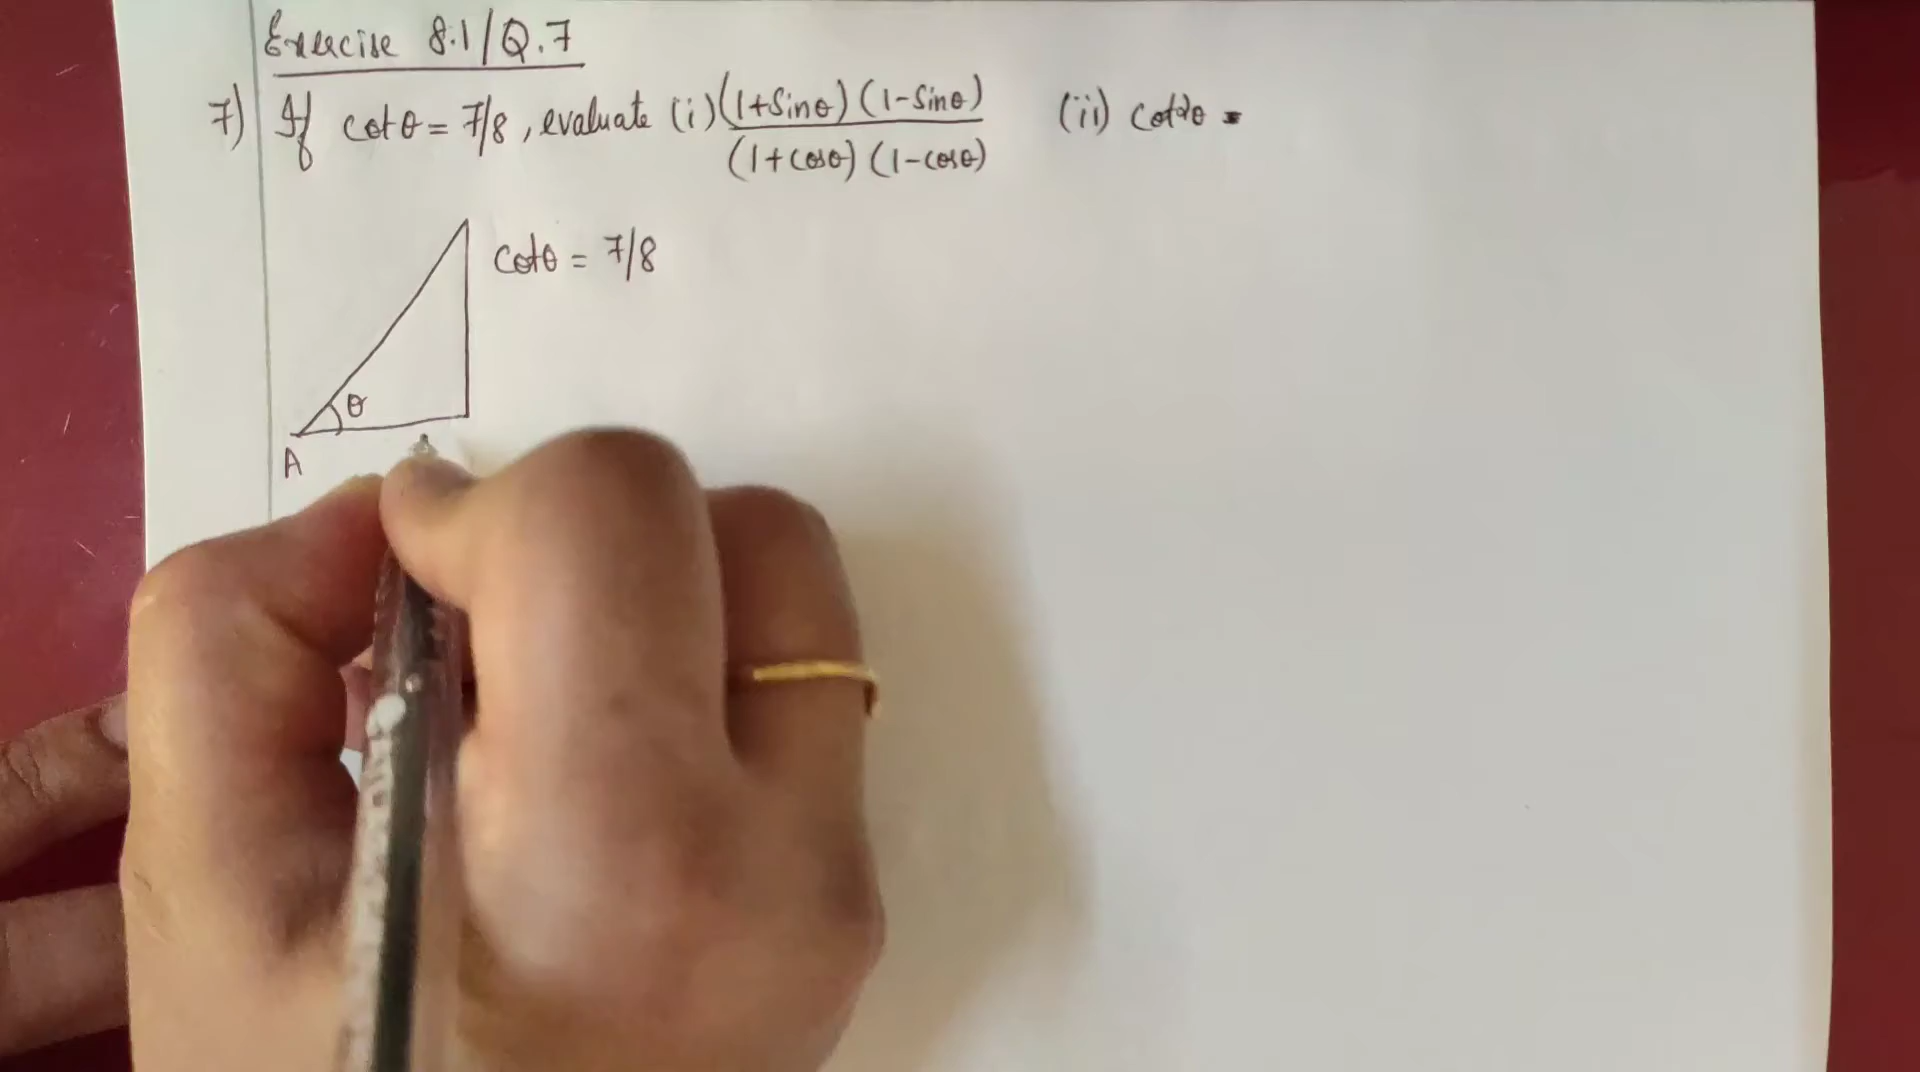 Exercise 8.1/Q.7
7) If cotθ = 7/8, evaluate (i) (1+Sinθ) (1-Sinθ) / (1+cosθ) (1-cosθ) (ii) cot²θ =
cotθ = 7/8
θ
A